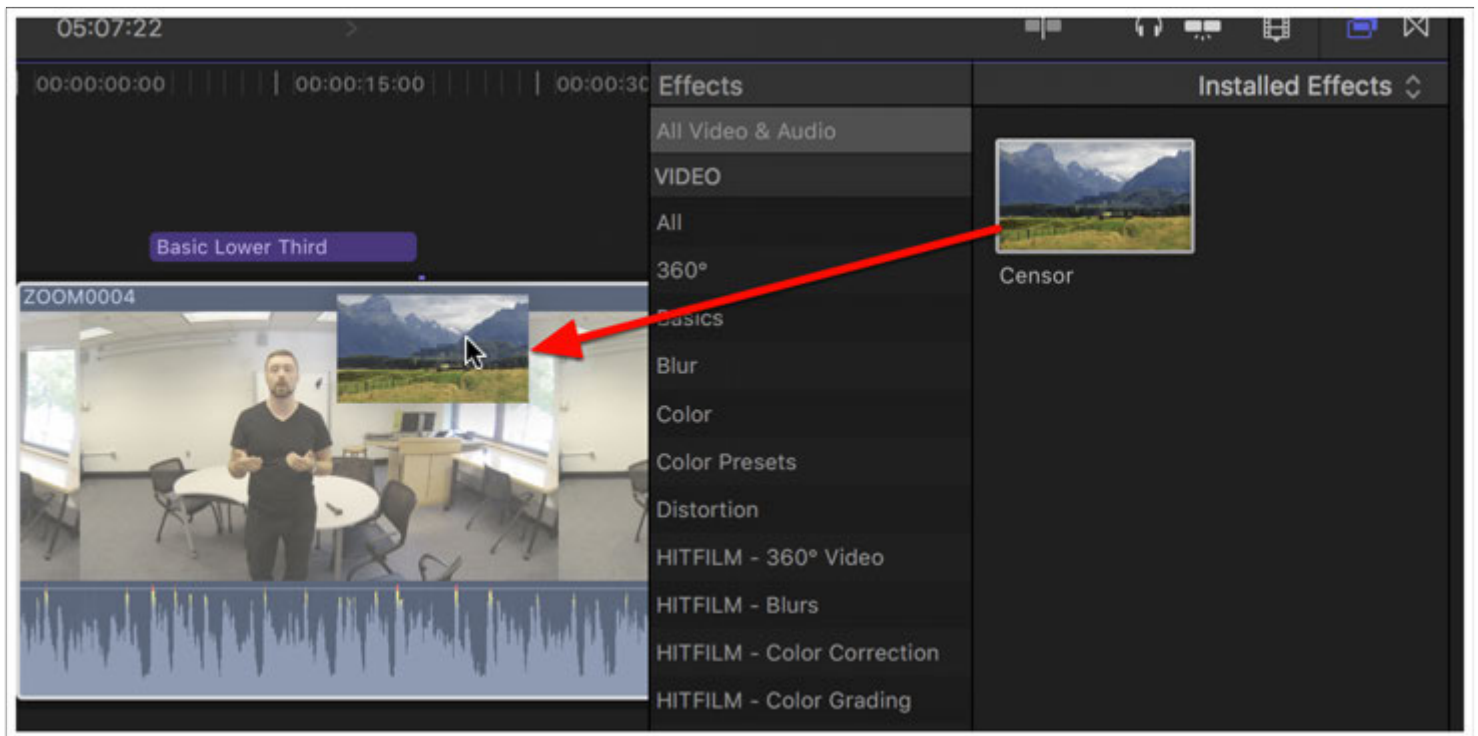 05:07:22
00:00:00:00 00:00:15:00 00:00:30
Effects
Installed Effects
All Video & Audio
VIDEO
All
360°
Basics
Blur
Color
Color Presets
Distortion
HITFILM - 360° Video
HITFILM - Blurs
HITFILM - Color Correction
HITFILM - Color Grading
Censor
Basic Lower Third
ZOOM0004